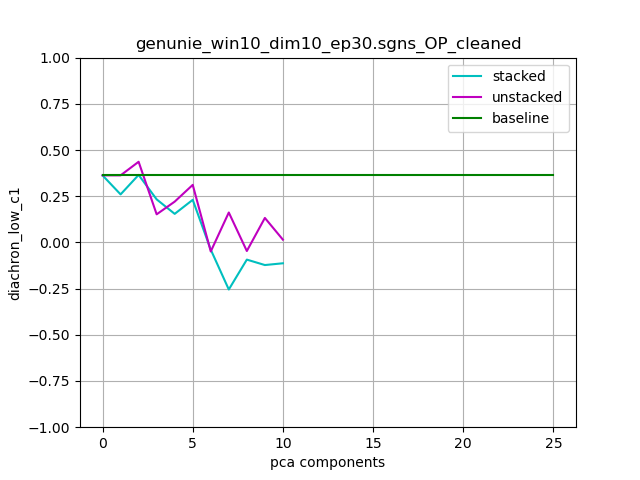 genunie_win10_dim10_ep30.sgns_OP_cleaned
stacked
unstacked
baseline
diachron_low_c1
1.00
0.75
0.50
0.25
0.00
−0.25
−0.50
−0.75
−1.00
0 5 10 15 20 25
pca components